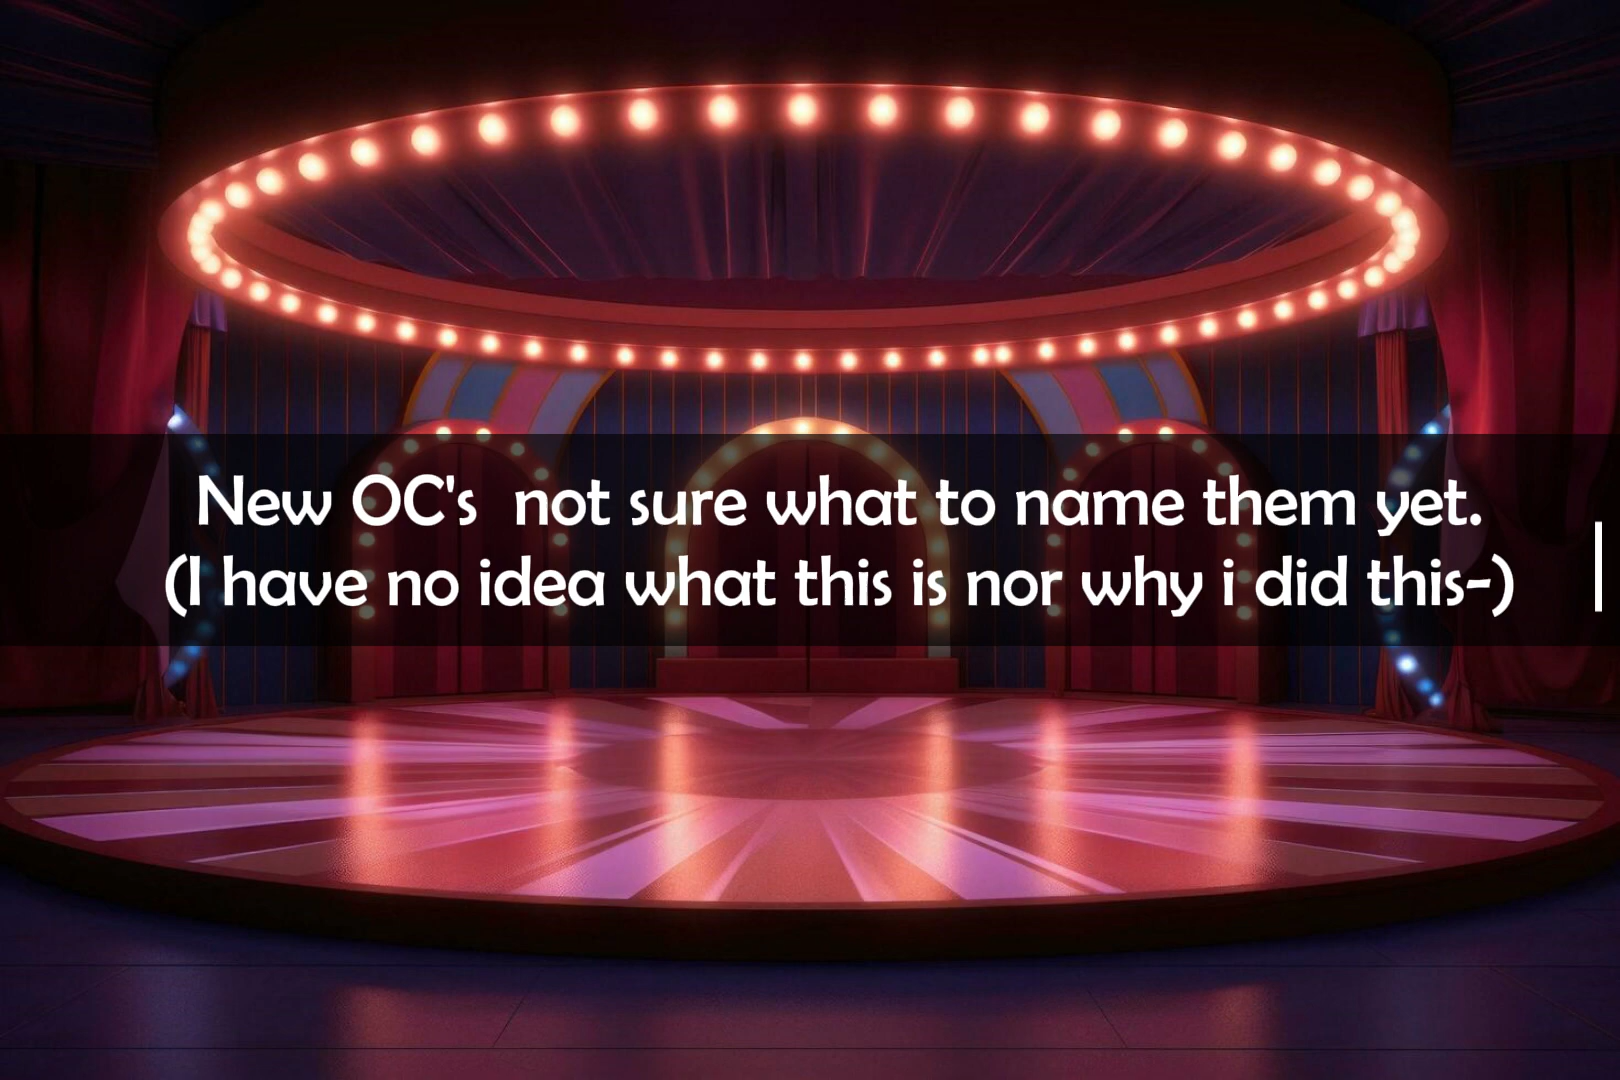 New OC's  not sure what to name them yet.
(I have no idea what this is nor why i did this-)